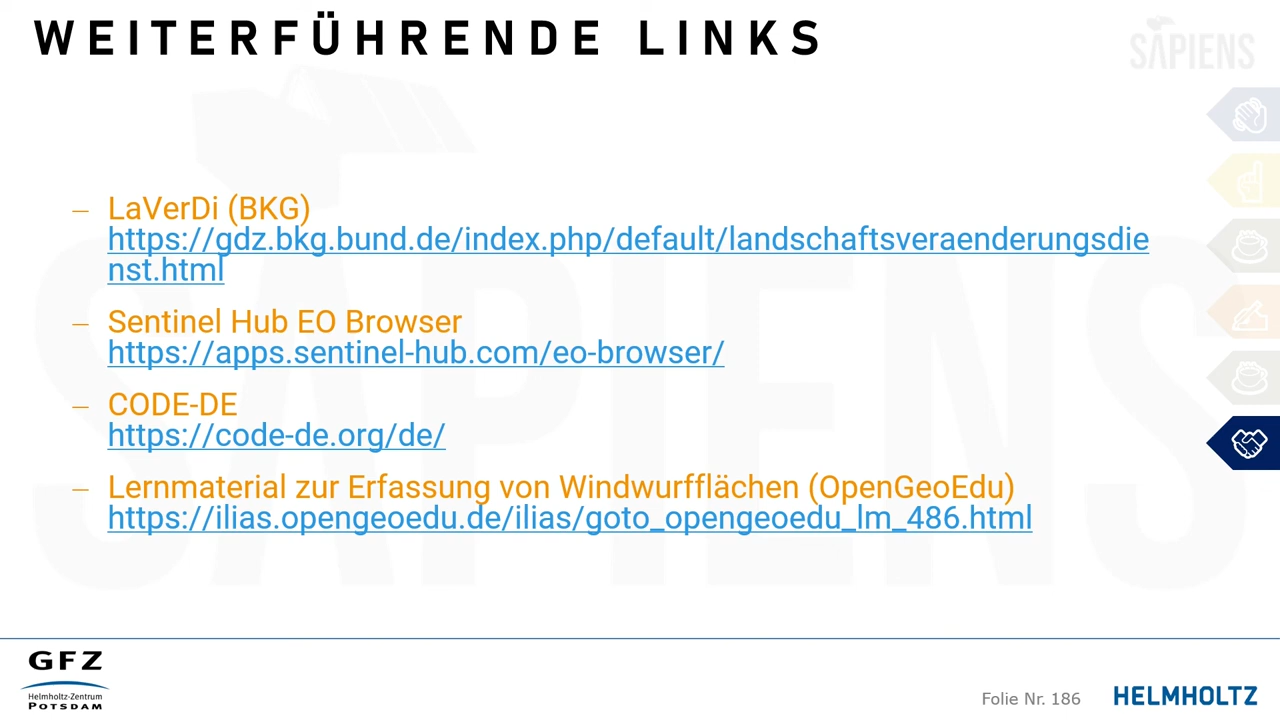 WEITERFÜHRENDE LINKS
SAPIENS
– LaVerDi (BKG)
https://gdz.bkg.bund.de/index.php/default/landschaftsveraenderungsdie
nst.html
– Sentinel Hub EO Browser
https://apps.sentinel-hub.com/eo-browser/
– CODE-DE
https://code-de.org/de/
– Lernmaterial zur Erfassung von Windwurfflächen (OpenGeoEdu)
https://ilias.opengeoedu.de/ilias/goto_opengeoedu_lm_486.html
SAPIENS
GFZ
Helmholtz-Zentrum
POTSDAM
Folie Nr. 186
HELMHOLTZ